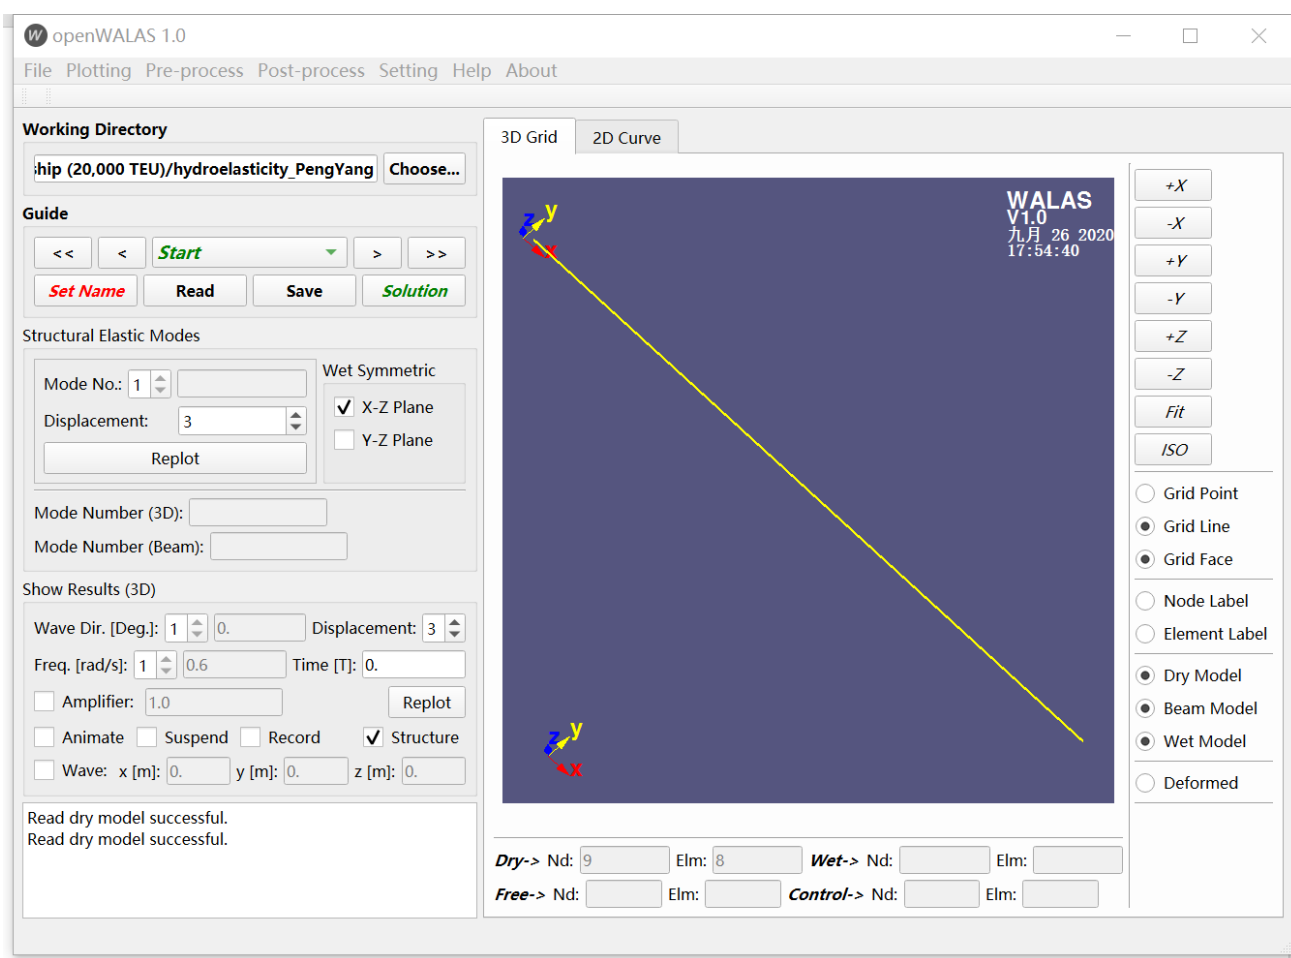 openWALAS 1.0
File Plotting Pre-process Post-process Setting Help About
Working Directory
ship (20,000 TEU)/hydroelasticity_PengYang Choose...
Guide
<< < Start > >>
Set Name Read Save Solution
Structural Elastic Modes
Mode No.: 1
Displacement: 3
Replot
Wet Symmetric
X-Z Plane
Y-Z Plane
Mode Number (3D):
Mode Number (Beam):
Show Results (3D)
Wave Dir. [Deg.]: 1 0. Displacement: 3
Freq. [rad/s]: 1 0.6 Time [T]: 0.
Amplifier: 1.0 Replot
Animate Suspend Record Structure
Wave: x [m]: 0. y [m]: 0. z [m]: 0.
Read dry model successful.
Read dry model successful.
3D Grid 2D Curve
z y
x
WALAS
V1.0
九月 26 2020
17:54:40
z y
x
+X
-X
+Y
-Y
+Z
-Z
Fit
ISO
Grid Point
Grid Line
Grid Face
Node Label
Element Label
Dry Model
Beam Model
Wet Model
Deformed
Dry-> Nd: 9 Elm: 8 Wet-> Nd: Elm:
Free-> Nd: Elm: Control-> Nd: Elm: